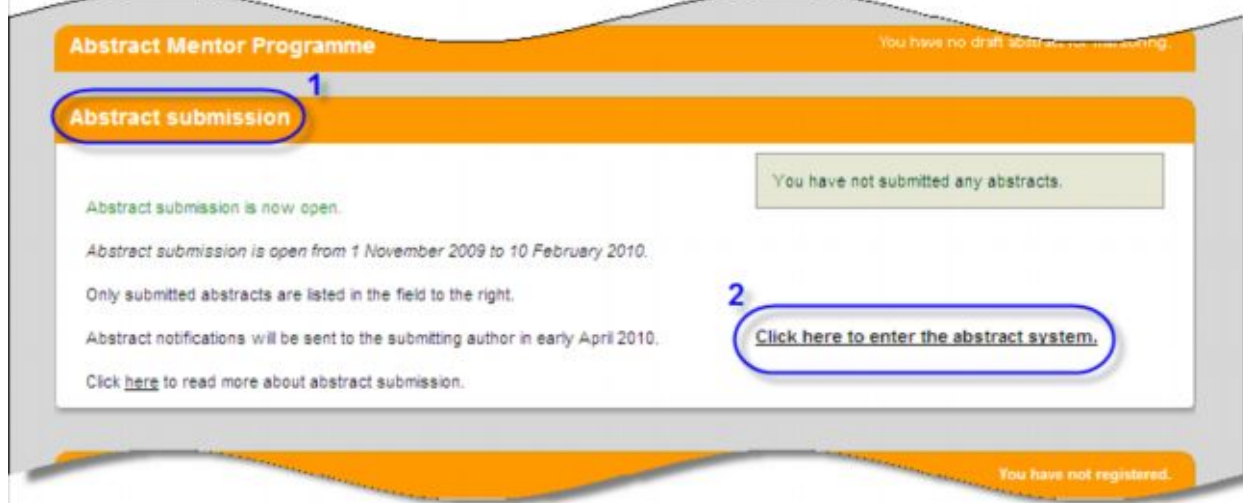 Abstract Mentor Programme
You have no draft abstract for mentoring.
1
Abstract submission
You have not submitted any abstracts.
Abstract submission is now open.
Abstract submission is open from 1 November 2009 to 10 February 2010.
Only submitted abstracts are listed in the field to the right.
2
Abstract notifications will be sent to the submitting author in early April 2010.
Click here to enter the abstract system.
Click here to read more about abstract submission.
You have not registered.